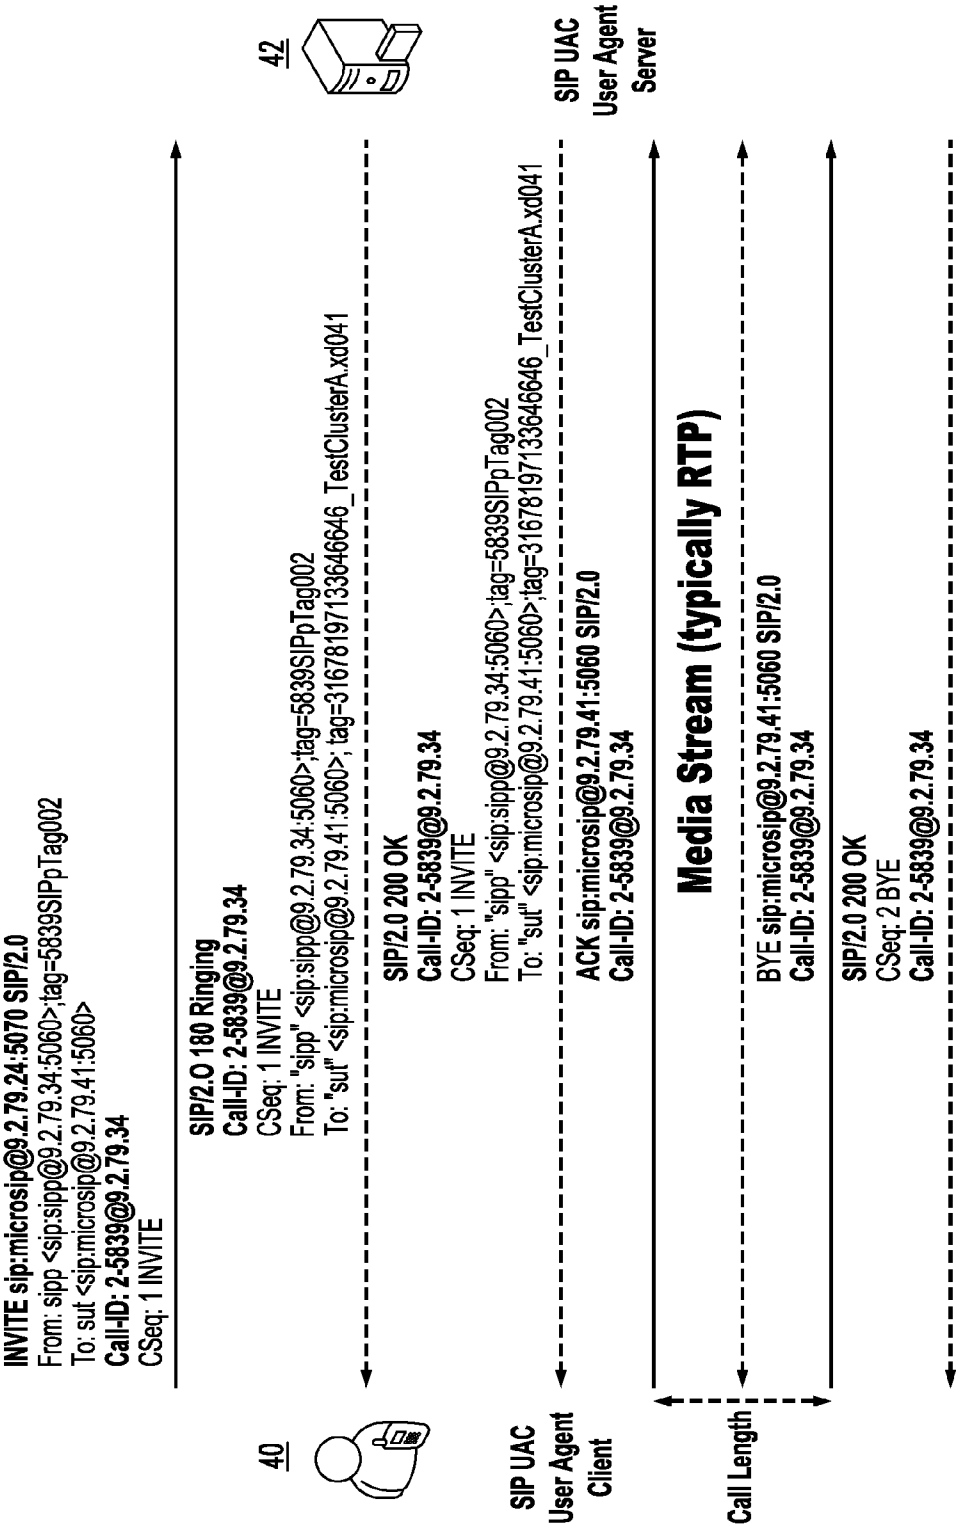 40
SIP UAC
User Agent
Client
42
SIP UAC
User Agent
Server
INVITE sip:microsip@9.2.79.24:5070 SIP/2.0
From: sipp <sip:sipp@9.2.79.34:5060>;tag=5839SIPpTag002
To: sut <sip:microsip@9.2.79.41:5060>
Call-ID: 2-5839@9.2.79.34
CSeq: 1 INVITE
SIP/2.O 180 Ringing
Call-ID: 2-5839@9.2.79.34
CSeq: 1 INVITE
From: "sipp" <sip:sipp@9.2.79.34:5060>;tag=5839SIPpTag002
To: "sut" <sip:microsip@9.2.79.41:5060>; tag=3167819713364­6646_TestClusterA.xd041
SIP/2.0 200 OK
Call-ID: 2-5839@9.2.79.34
CSeq: 1 INVITE
From: "sipp" <sip:sipp@9.2.79.34:5060>;tag=5839SIPpTag002
To: "sut" <sip:microsip@9.2.79.41:5060>;tag=31678197133646646_TestClusterA.xd041
ACK sip:microsip@9.2.79.41:5060 SIP/2.0
Call-ID: 2-5839@9.2.79.34
Media Stream (typically RTP)
Call Length
BYE sip:microsip@9.2.79.41:5060 SIP/2.0
Call-ID: 2-5839@9.2.79.34
SIP/2.0 200 OK
CSeq: 2 BYE
Call-ID: 2-5839@9.2.79.34